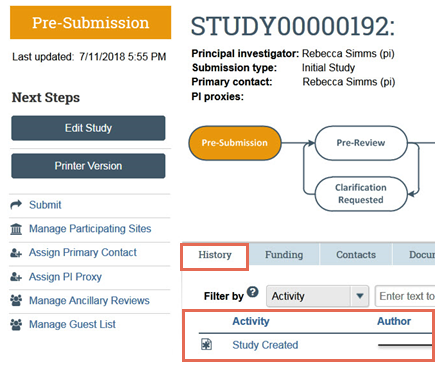 Pre-Submission
Last updated: 7/11/2018 5:55 PM
Next Steps
Edit Study
Printer Version
Submit
Manage Participating Sites
Assign Primary Contact
Assign PI Proxy
Manage Ancillary Reviews
Manage Guest List
STUDY00000192:
Principal investigator: Rebecca Simms (pi)
Submission type: Initial Study
Primary contact: Rebecca Simms (pi)
PI proxies:
Pre-Submission
Pre-Review
Clarification
Requested
History Funding Contacts Docu
Filter by ? Activity Enter text to
Activity Author
Study Created